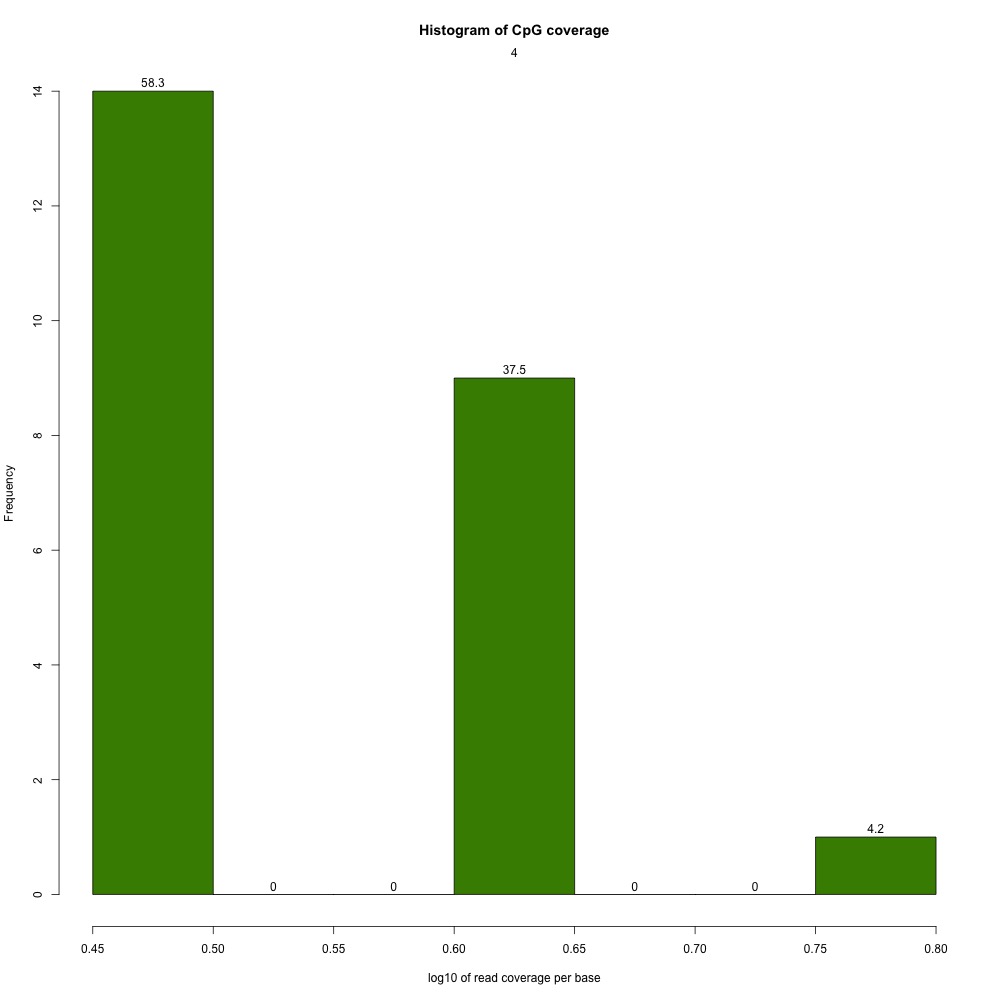 Histogram of CpG coverage
4
58.3
14
12
10
37.5
8
Frequency
6
4
2
4.2
0 0 0 0
0
0.45 0.50 0.55 0.60 0.65 0.70 0.75 0.80
log10 of read coverage per base